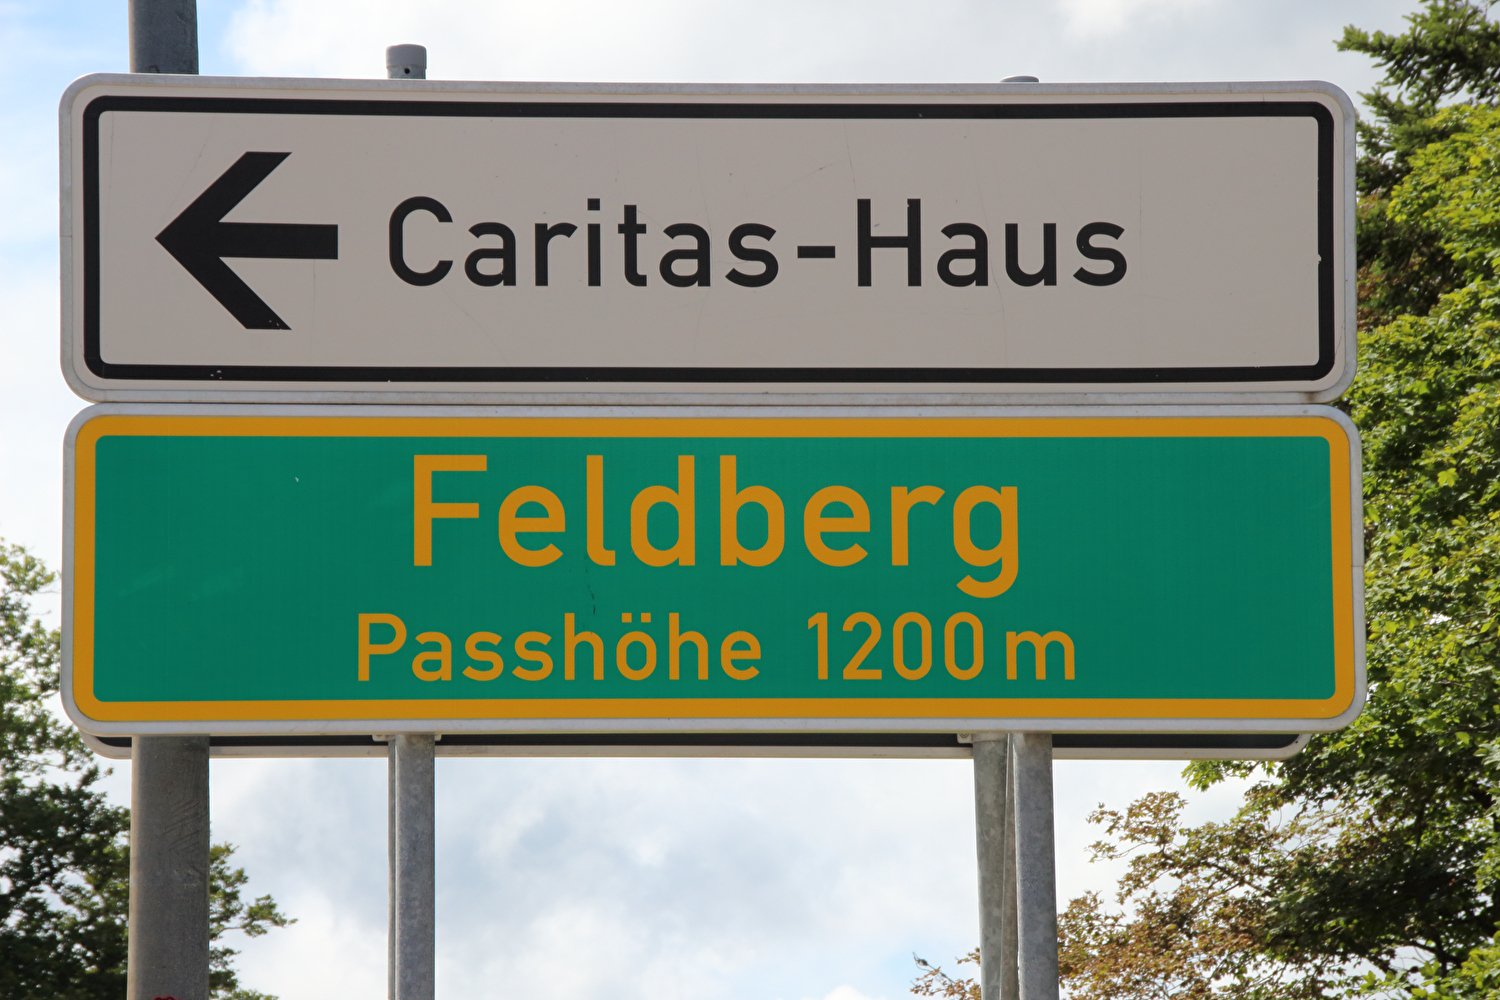 Caritas-Haus
Feldberg
Passhöhe 1200 m